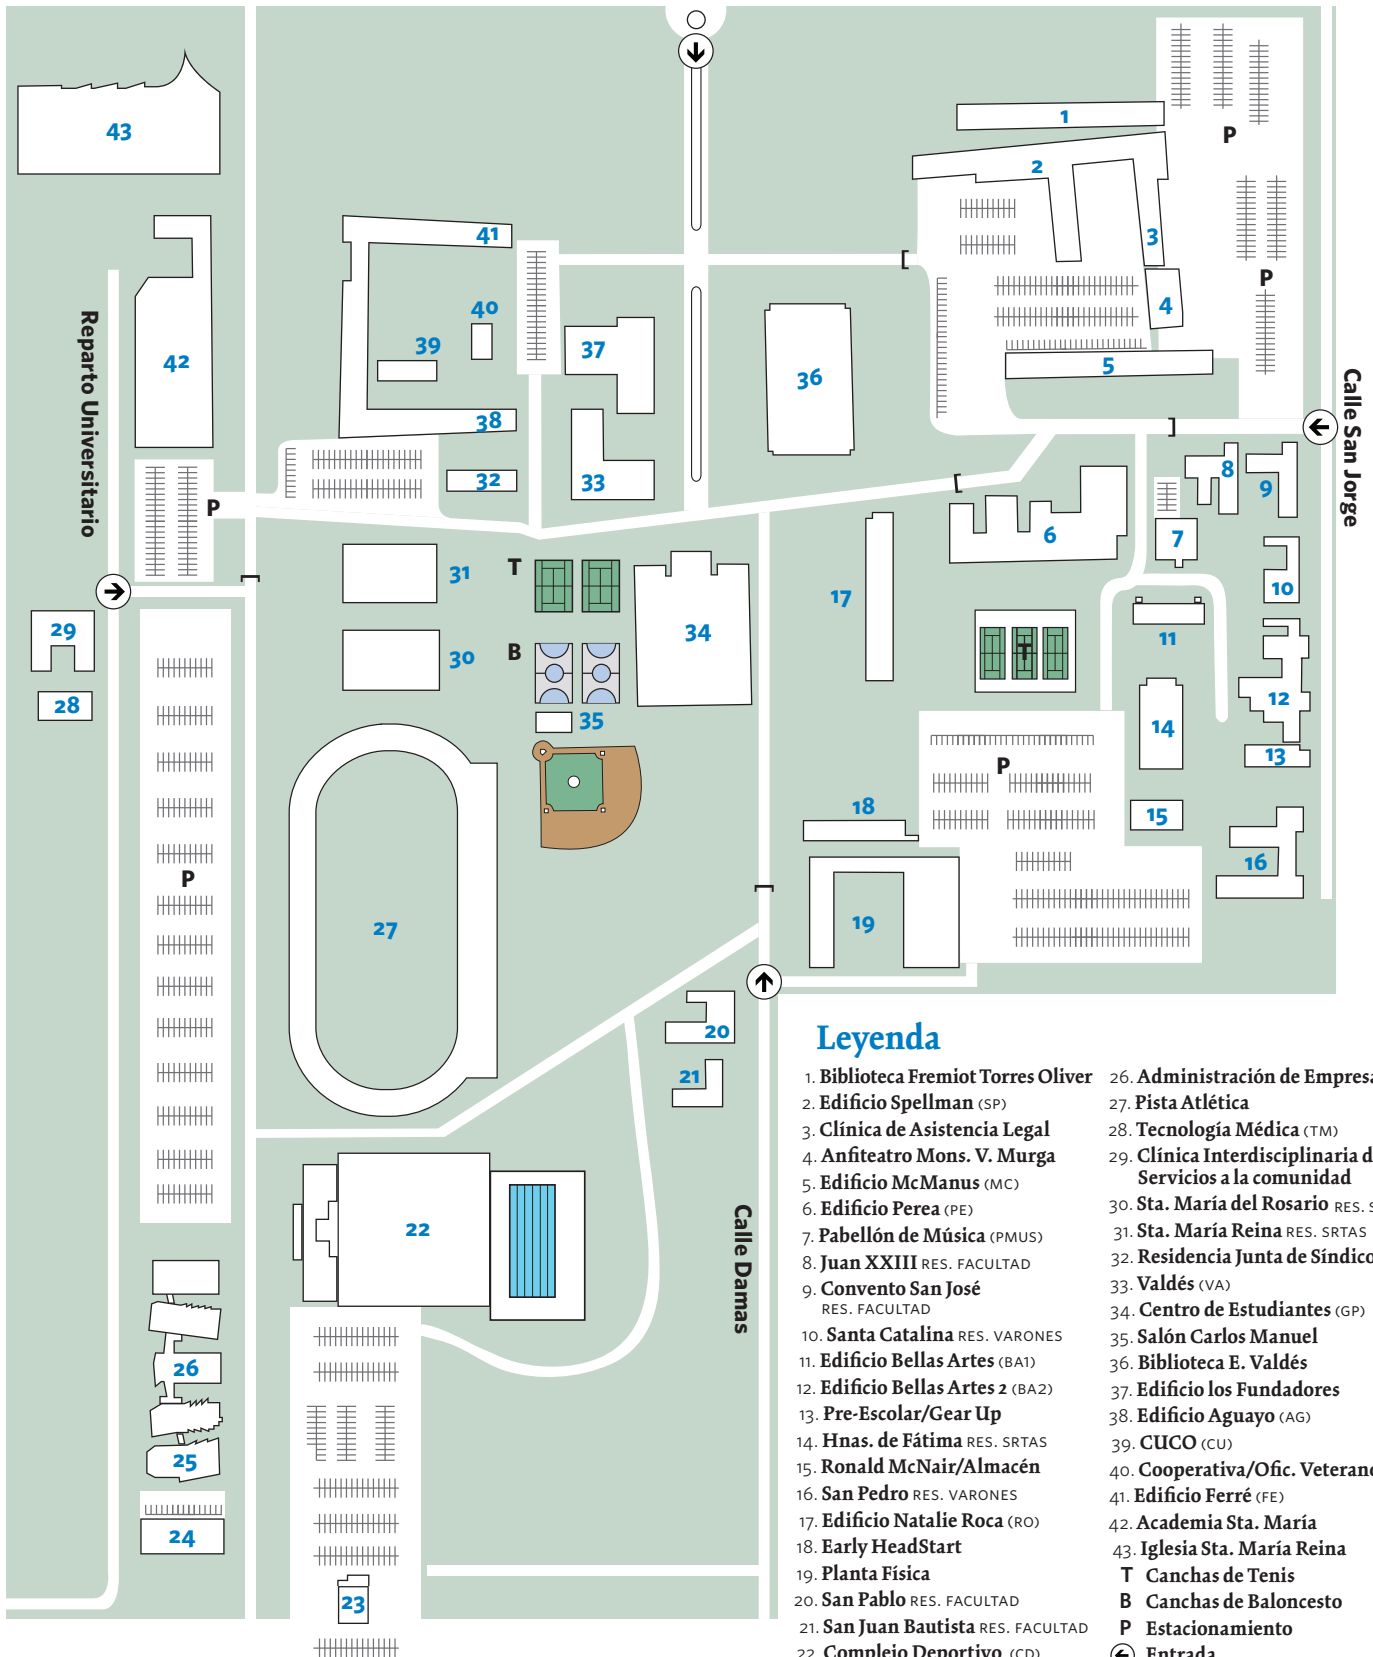 43
1
P
2
41
3
P
4
40
39
37
42
36
5
Reparto Universitario
Calle San Jorge
38
8
32
33
9
P
6
7
31
T
10
17
29
34
11
30
B
T
28
12
35
14
13
P
18
15
P
16
27
19
20
21
22
Calle Damas
26
25
24
23
Leyenda
1. Biblioteca Fremiot Torres Oliver
2. Edificio Spellman (SP)
3. Clínica de Asistencia Legal
4. Anfiteatro Mons. V. Murga
5. Edificio McManus (MC)
6. Edificio Perea (PE)
7. Pabellón de Música (PMUS)
8. Juan XXIII RES. FACULTAD
9. Convento San José
RES. FACULTAD
10. Santa Catalina RES. VARONES
11. Edificio Bellas Artes (BA1)
12. Edificio Bellas Artes 2 (BA2)
13. Pre-Escolar/Gear Up
14. Hnas. de Fátima RES. SRTAS
15. Ronald McNair/Almacén
16. San Pedro RES. VARONES
17. Edificio Natalie Roca (RO)
18. Early HeadStart
19. Planta Física
20. San Pablo RES. FACULTAD
21. San Juan Bautista RES. FACULTAD
22. Complejo Deportivo (CD)
26. Administración de Empresa
27. Pista Atlética
28. Tecnología Médica (TM)
29. Clínica Interdisciplinaria d
Servicios a la comunidad
30. Sta. María del Rosario RES. S
31. Sta. María Reina RES. SRTAS
32. Residencia Junta de Síndico
33. Valdés (VA)
34. Centro de Estudiantes (GP)
35. Salón Carlos Manuel
36. Biblioteca E. Valdés
37. Edificio los Fundadores
38. Edificio Aguayo (AG)
39. CUCO (CU)
40. Cooperativa/Ofic. Veteran
41. Edificio Ferré (FE)
42. Academia Sta. María
43. Iglesia Sta. María Reina
T Canchas de Tenis
B Canchas de Baloncesto
P Estacionamiento
Entrada